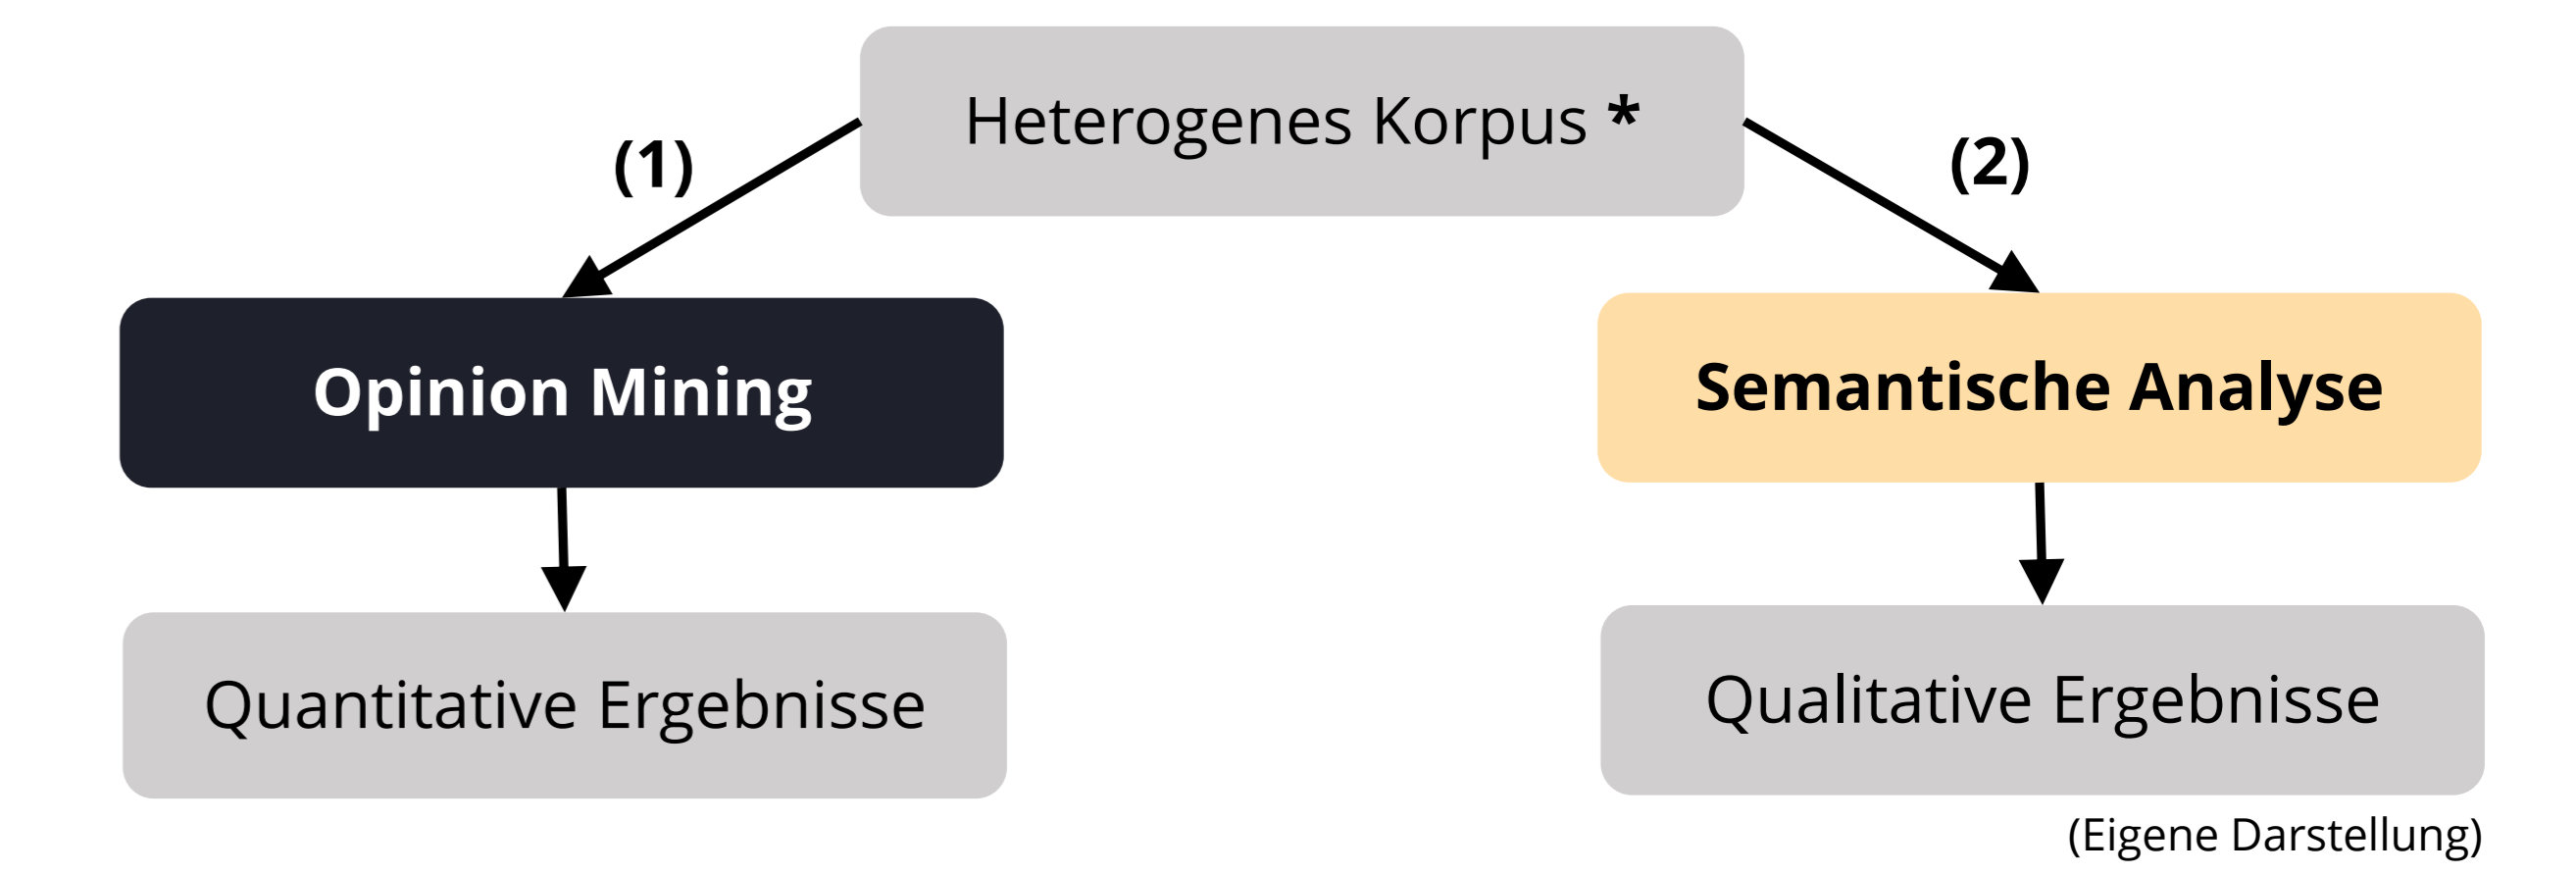 Heterogenes Korpus *
(1)
(2)
Opinion Mining
Semantische Analyse
Quantitative Ergebnisse
Qualitative Ergebnisse
(Eigene Darstellung)